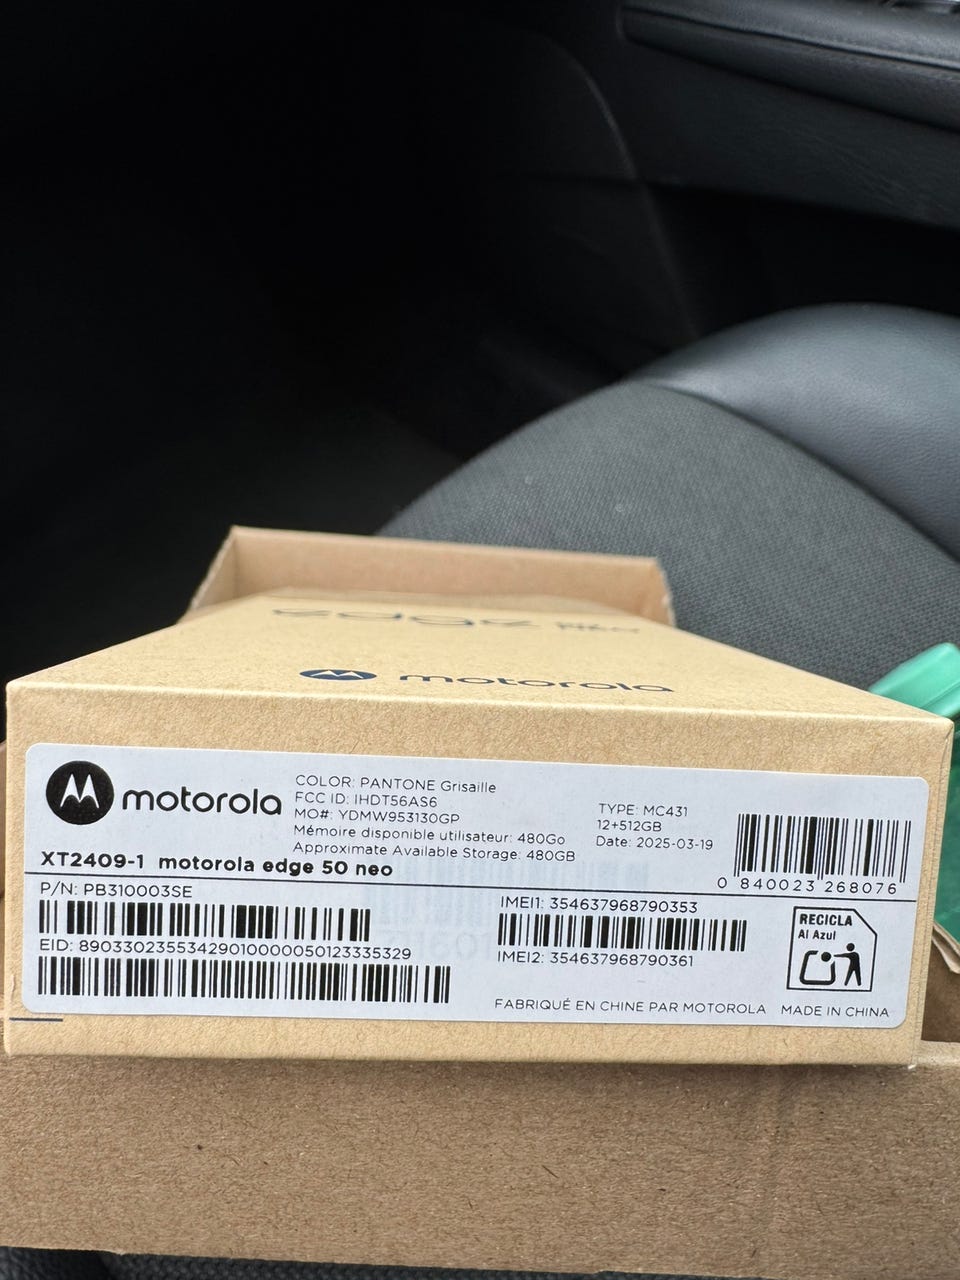 edge neo
motorola
motorola
COLOR: PANTONE Grisaille
FCC ID: IHDT56AS6
MO#: YDMW953130GP
Mémoire disponible utilisateur: 480Go
Approximate Available Storage: 480GB
TYPE: MC431
12+512GB
Date: 2025-03-19
0 840023 268076
XT2409-1 motorola edge 50 neo
P/N: PB310003SE
EID: 89033023553429010000050123335329
IMEI1: 354637968790353
IMEI2: 354637968790361
RECICLA
Al Azul
FABRIQUÉ EN CHINE PAR MOTOROLA MADE IN CHINA